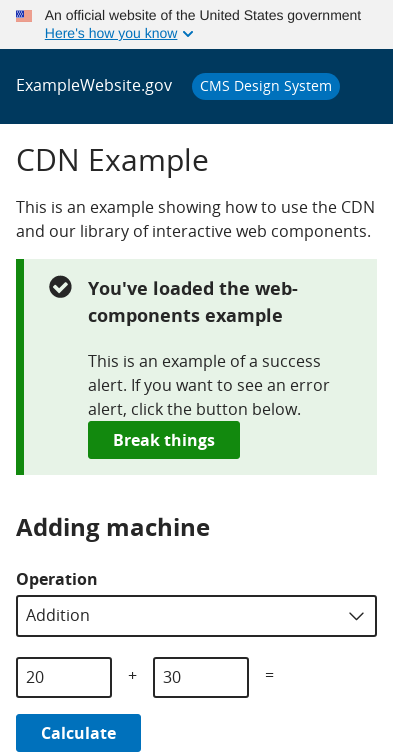 An official website of the United States government
Here's how you know
ExampleWebsite.gov
CMS Design System
CDN Example
This is an example showing how to use the CDN
and our library of interactive web components.
You've loaded the web-
components example
This is an example of a success
alert. If you want to see an error
alert, click the button below.
Break things
Adding machine
Operation
Addition
20 + 30 =
Calculate